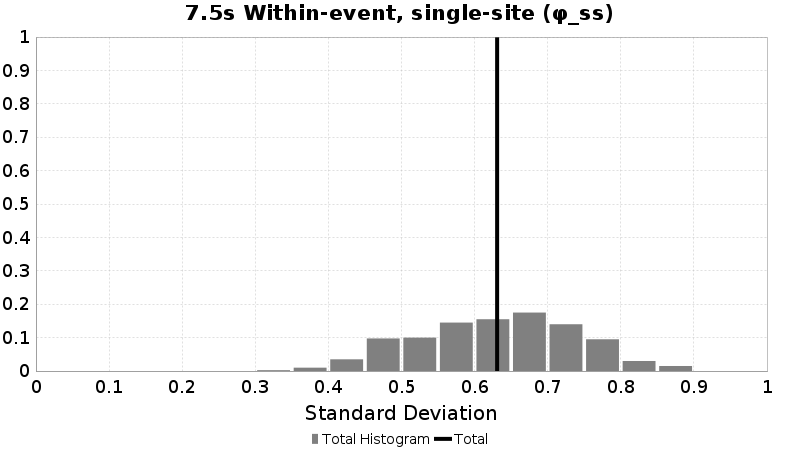 7.5s Within-event, single-site (φ_ss)
1
0.9
0.8
0.7
0.6
0.5
0.4
0.3
0.2
0.1
0
0 0.1 0.2 0.3 0.4 0.5 0.6 0.7 0.8 0.9 1
Standard Deviation
Total Histogram Total